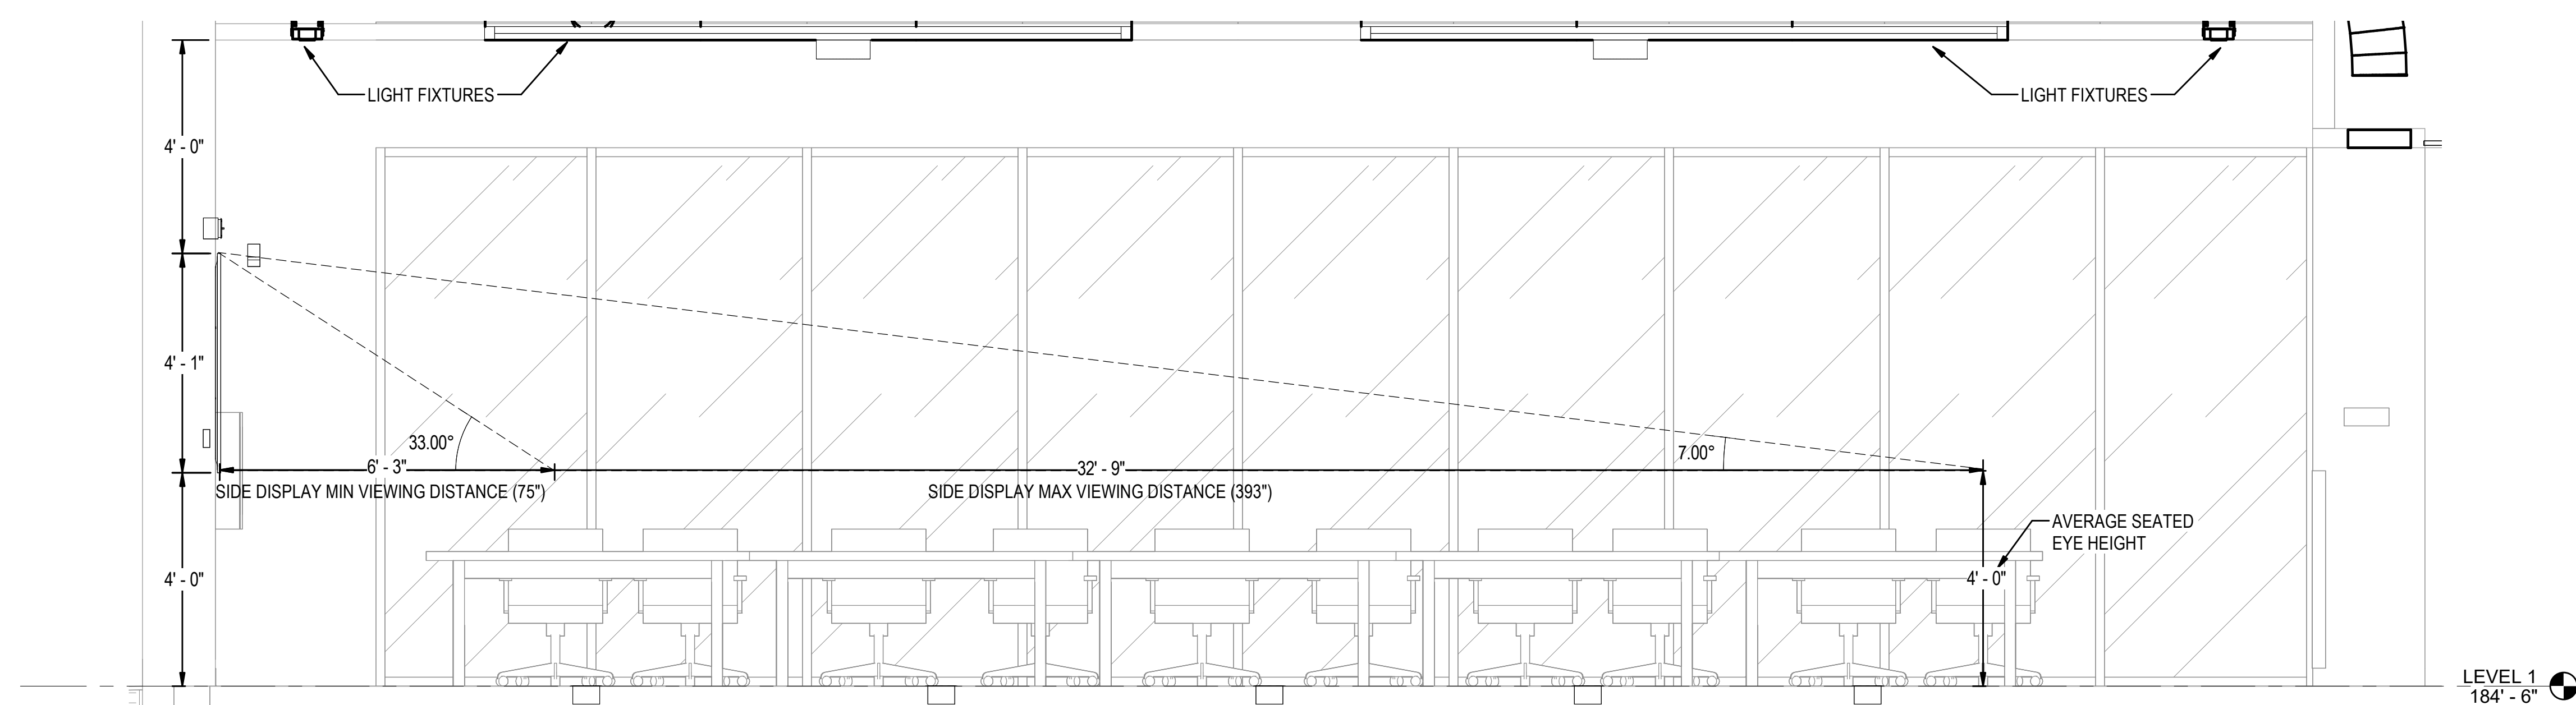 LIGHT FIXTURES
LIGHT FIXTURES
4' - 0"
4' - 1"
33.00°
7.00°
6' - 3"
32' - 9"
SIDE DISPLAY MIN VIEWING DISTANCE (75")
SIDE DISPLAY MAX VIEWING DISTANCE (393")
AVERAGE SEATED
EYE HEIGHT
4' - 0"
4' - 0"
LEVEL 1
184' - 6"